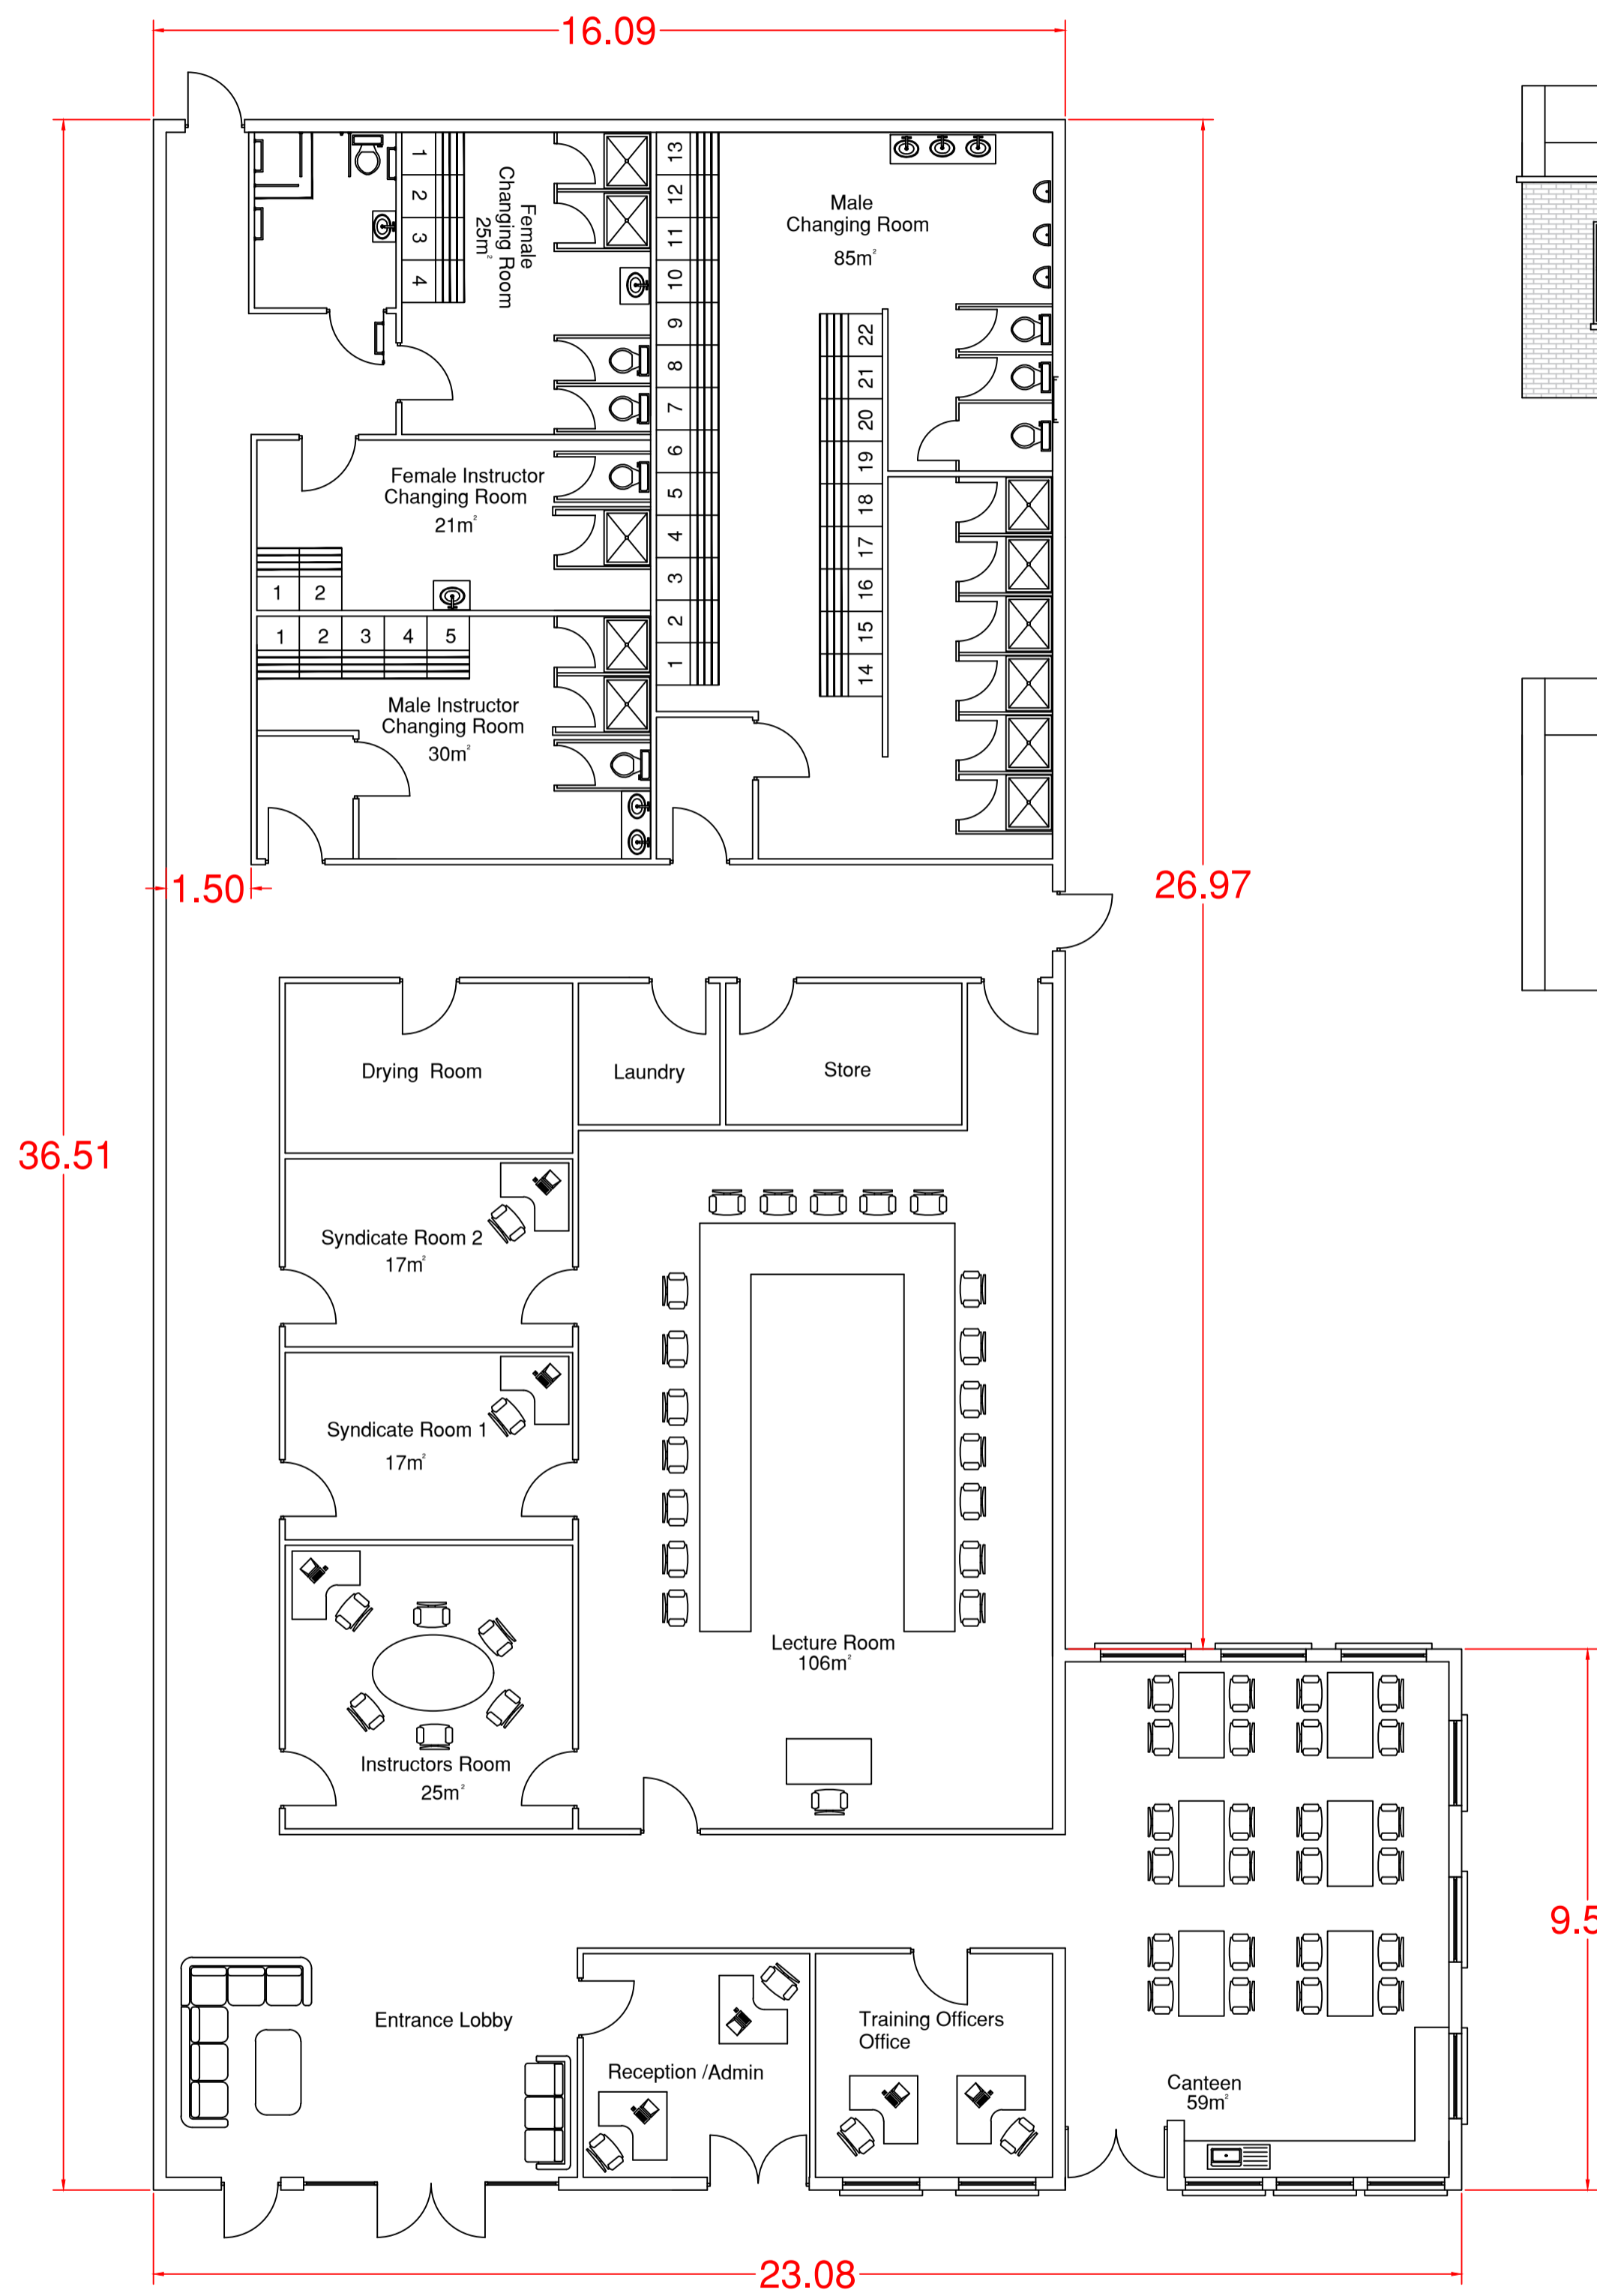 16.09
1
2
3
4
Female
Changing Room
25m²
13
12
11
10
9
8
7
6
5
4
3
2
1
Male
Changing Room
85m²
22
21
20
19
18
17
16
15
14
Female Instructor
Changing Room
21m²
1 2
1 2 3 4 5
Male Instructor
Changing Room
30m²
1.50
26.97
36.51
Drying Room
Laundry
Store
Syndicate Room 2
17m²
Syndicate Room 1
17m²
Lecture Room
106m²
Instructors Room
25m²
9.5
Entrance Lobby
Reception /Admin
Training Officers
Office
Canteen
59m²
23.08